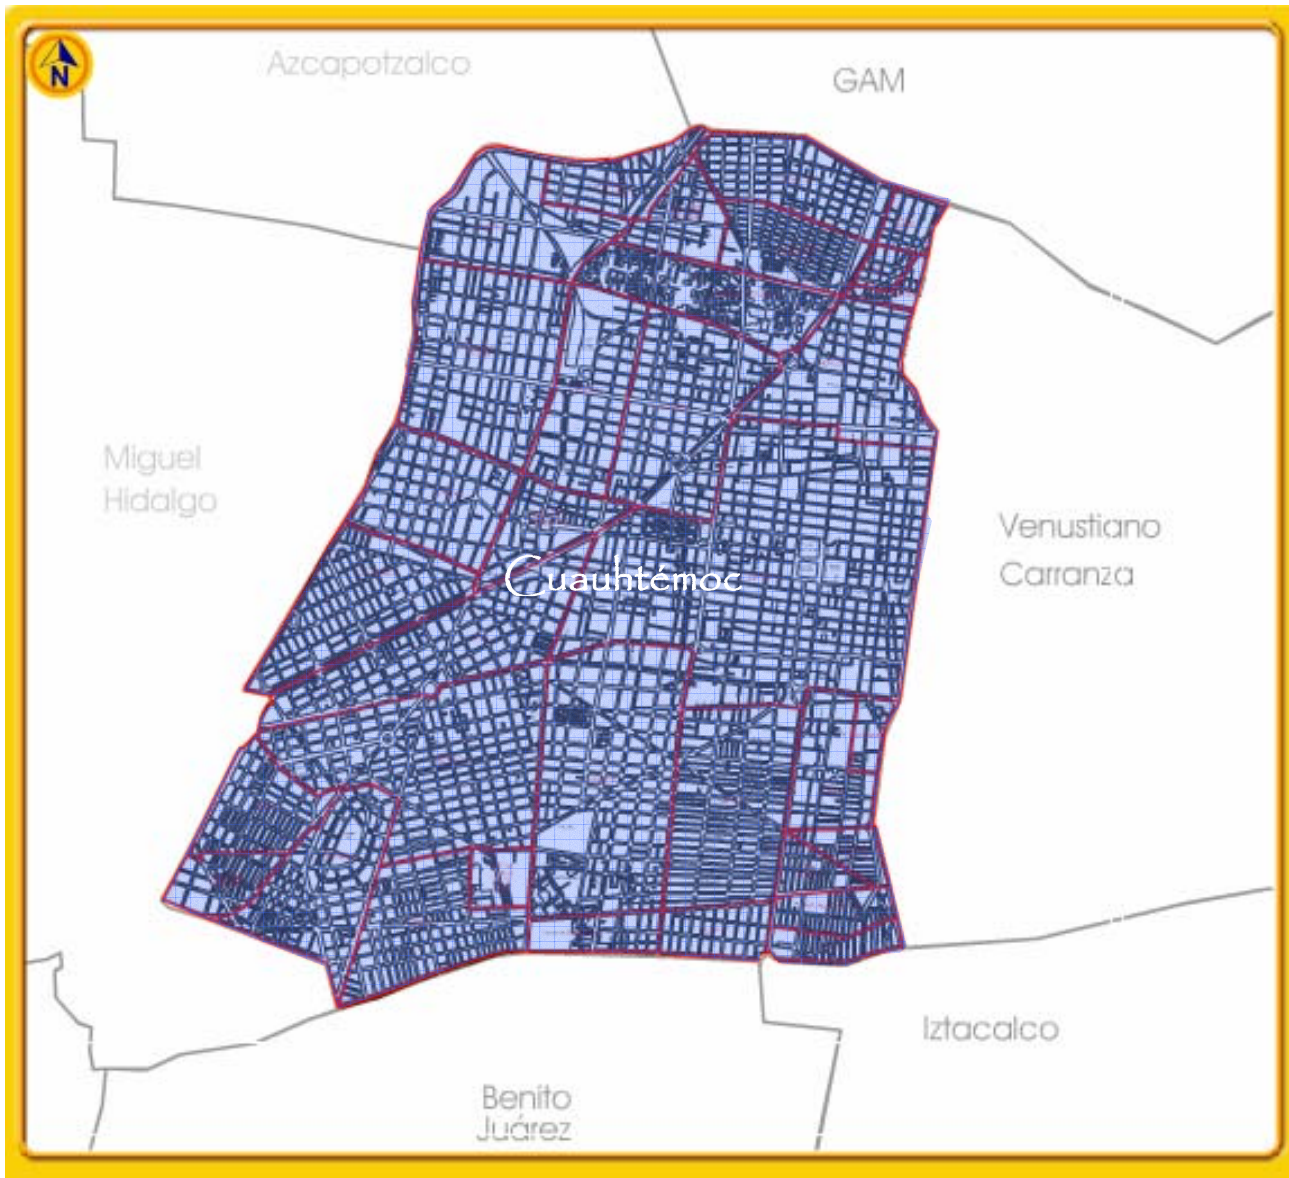 N
Azcapotzalco
GAM
Miguel
Hidalgo
Venustiano
Carranza
Cuauhtémoc
Iztacalco
Benito
Juárez